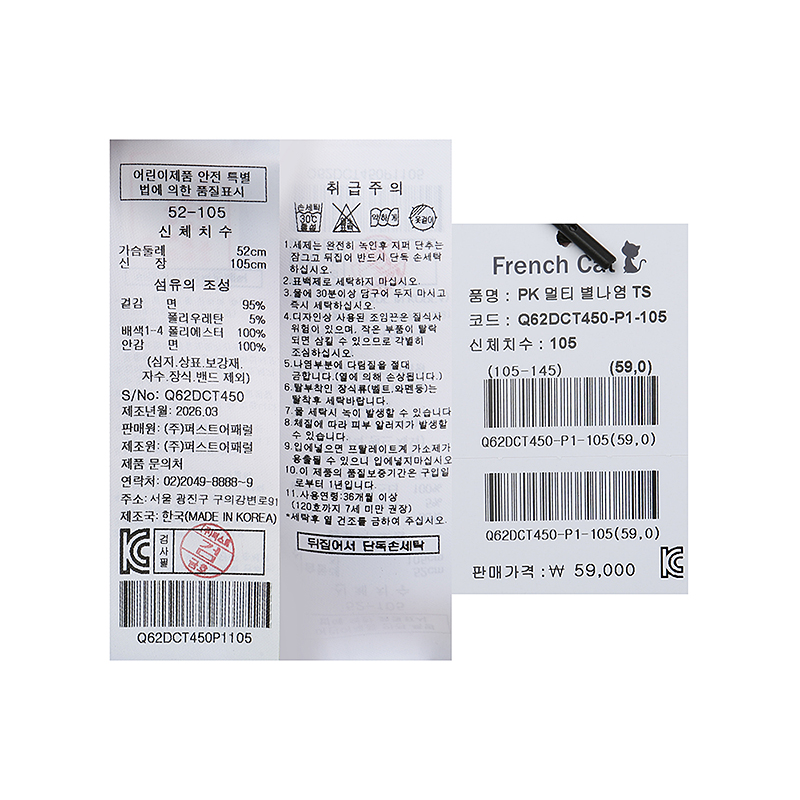 어린이제품 안전 특별
법에 의한 품질표시
52-105
신체치수
가슴둘레 52cm
신 장 105cm
섬유의 조성
겉감 면 95%
폴리우레탄 5%
배색1-4 폴리에스터 100%
안감 면 100%
(심지.상표.보강재.
자수.장식.밴드 제외)
S/No: Q62DCT450
제조년월: 2026.03
판매원: (주)퍼스트어패럴
제조원: (주)퍼스트어패럴
제품 문의처
연락처: 02)2049-8888~9
주소: 서울 광진구 구의강변로91
제조국: 한국(MADE IN KOREA)
검사필
Q62DCT450P1105
취급주의
손세탁
30℃
중성
약하게
옷걸이
1.세제는 완전히 녹인후 지퍼 단추는
잠그고 뒤집어 반드시 단독 손세탁
하십시오.
2.표백제로 세탁하지 마십시오.
3.물에 30분이상 담구어 두지 마시고
즉시 세탁하십시오.
4.디자인상 사용된 조임끈은 질식사
위험이 있으며, 작은 부품이 탈락
되면 삼킬 수 있으므로 각별히
조심하십시오.
5.나염부분에 다림질을 절대
금합니다.(열에 의해 손상됩니다.)
6.탈부착인 장식류(벨트,와펜등)는
탈착후 세탁바랍니다.
7.물 세탁시 녹이 발생할 수 있습니다.
8.체질에 따라 피부 알러지가 발생할
수 있습니다.
9.입에넣으면 프탈레이트계 가소제가
용출될 수 있으니 입에넣지마십시오
10.이 제품의 품질보증기간은 구입일
로부터 1년입니다.
11.사용연령:36개월 이상
(120호까지 7세 미만 권장)
*세탁후 열 건조를 금하여 주십시오.
뒤집어서 단독손세탁
French Cat
품명 : PK 멀티 별나염 TS
코드 : Q62DCT450-P1-105
신체치수 : 105
(105-145) (59,0)
Q62DCT450-P1-105(59,0)
Q62DCT450-P1-105(59,0)
판매가격 :₩ 59,000